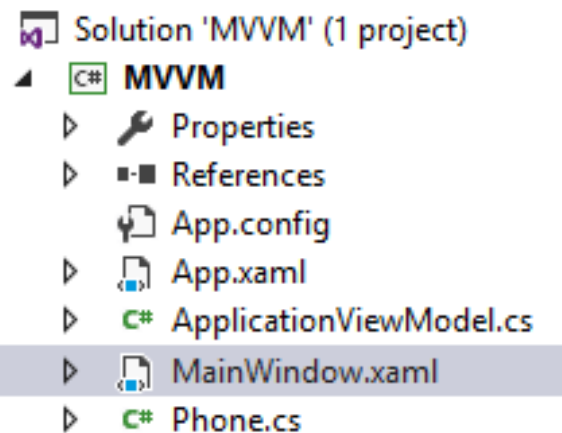 Solution 'MVVM' (1 project)
C# MVVM
Properties
References
App.config
App.xaml
C# ApplicationViewModel.cs
MainWindow.xaml
C# Phone.cs